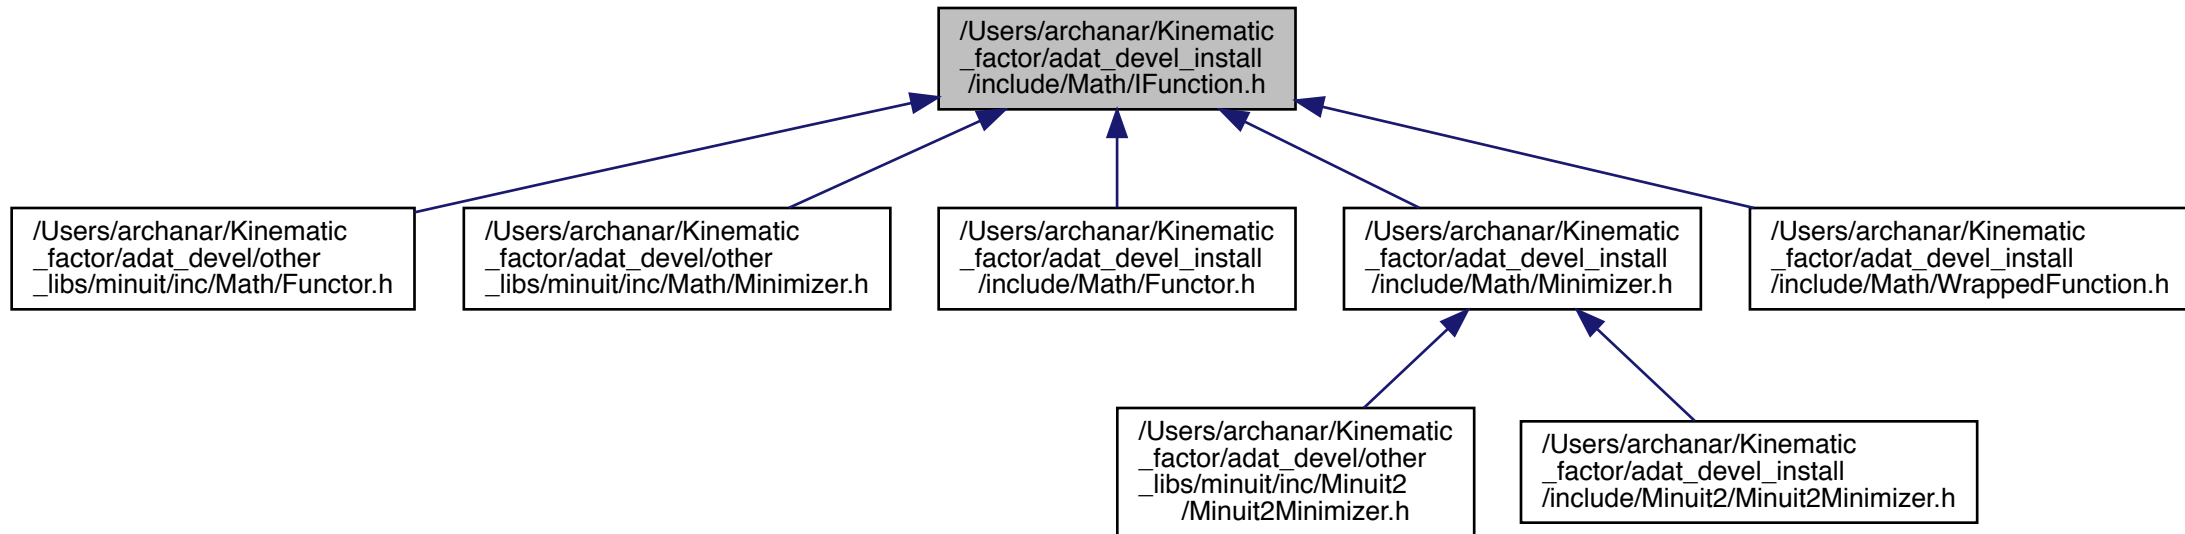 /Users/archanar/Kinematic
_factor/adat_devel_install
/include/Math/IFunction.h
/Users/archanar/Kinematic
_factor/adat_devel/other
_libs/minuit/inc/Math/Functor.h
/Users/archanar/Kinematic
_factor/adat_devel/other
_libs/minuit/inc/Math/Minimizer.h
/Users/archanar/Kinematic
_factor/adat_devel_install
/include/Math/Functor.h
/Users/archanar/Kinematic
_factor/adat_devel_install
/include/Math/Minimizer.h
/Users/archanar/Kinematic
_factor/adat_devel_install
/include/Math/WrappedFunction.h
/Users/archanar/Kinematic
_factor/adat_devel/other
_libs/minuit/inc/Minuit2
/Minuit2Minimizer.h
/Users/archanar/Kinematic
_factor/adat_devel_install
/include/Minuit2/Minuit2Minimizer.h